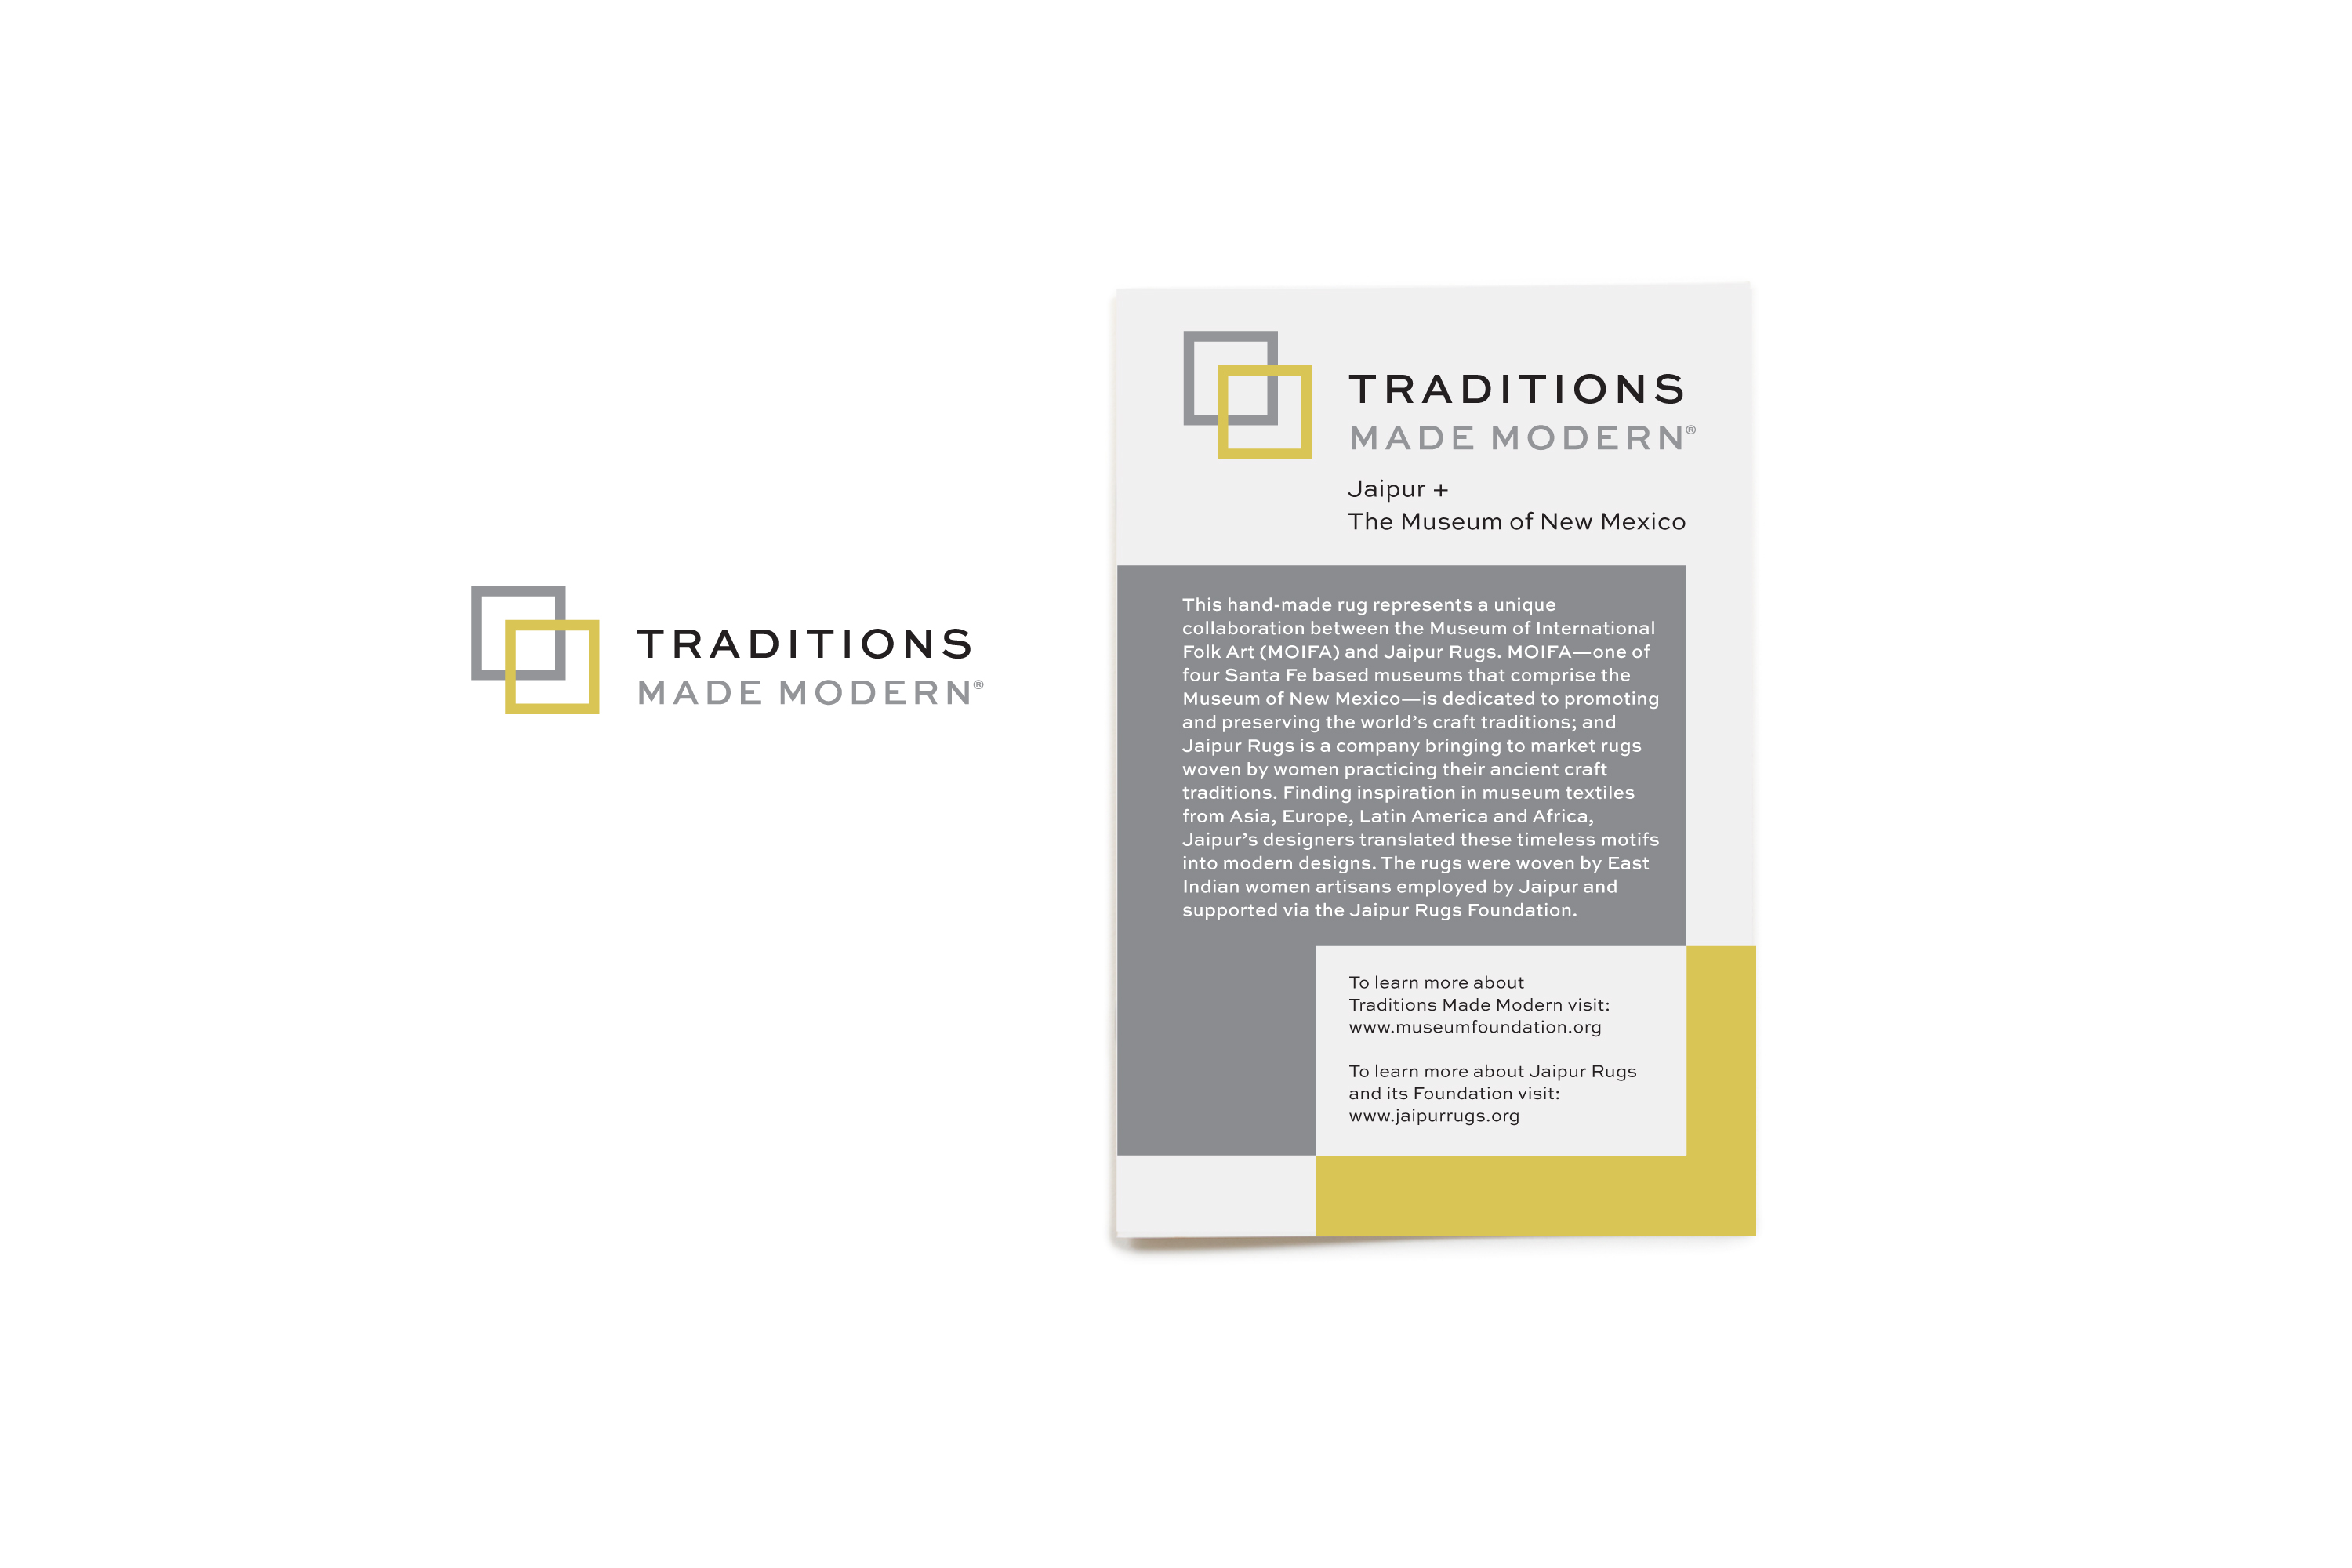 TRADITIONS
MADE MODERN®
TRADITIONS
MADE MODERN®
Jaipur +
The Museum of New Mexico
This hand-made rug represents a unique
collaboration between the Museum of International
Folk Art (MOIFA) and Jaipur Rugs. MOIFA—one of
four Santa Fe based museums that comprise the
Museum of New Mexico—is dedicated to promoting
and preserving the world’s craft traditions; and
Jaipur Rugs is a company bringing to market rugs
woven by women practicing their ancient craft
traditions. Finding inspiration in museum textiles
from Asia, Europe, Latin America and Africa,
Jaipur’s designers translated these timeless motifs
into modern designs. The rugs were woven by East
Indian women artisans employed by Jaipur and
supported via the Jaipur Rugs Foundation.
To learn more about
Traditions Made Modern visit:
www.museumfoundation.org
To learn more about Jaipur Rugs
and its Foundation visit:
www.jaipurrugs.org